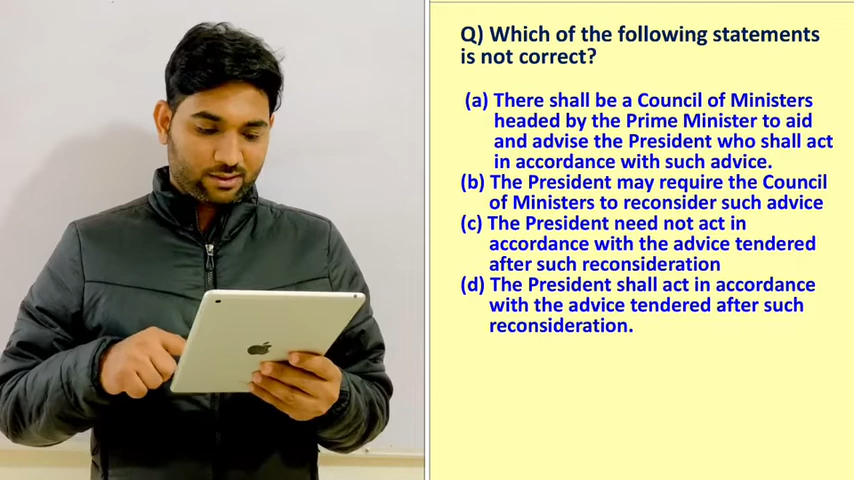 Q) Which of the following statements
is not correct?
(a) There shall be a Council of Ministers
headed by the Prime Minister to aid
and advise the President who shall act
in accordance with such advice.
(b) The President may require the Council
of Ministers to reconsider such advice
(c) The President need not act in
accordance with the advice tendered
after such reconsideration
(d) The President shall act in accordance
with the advice tendered after such
reconsideration.